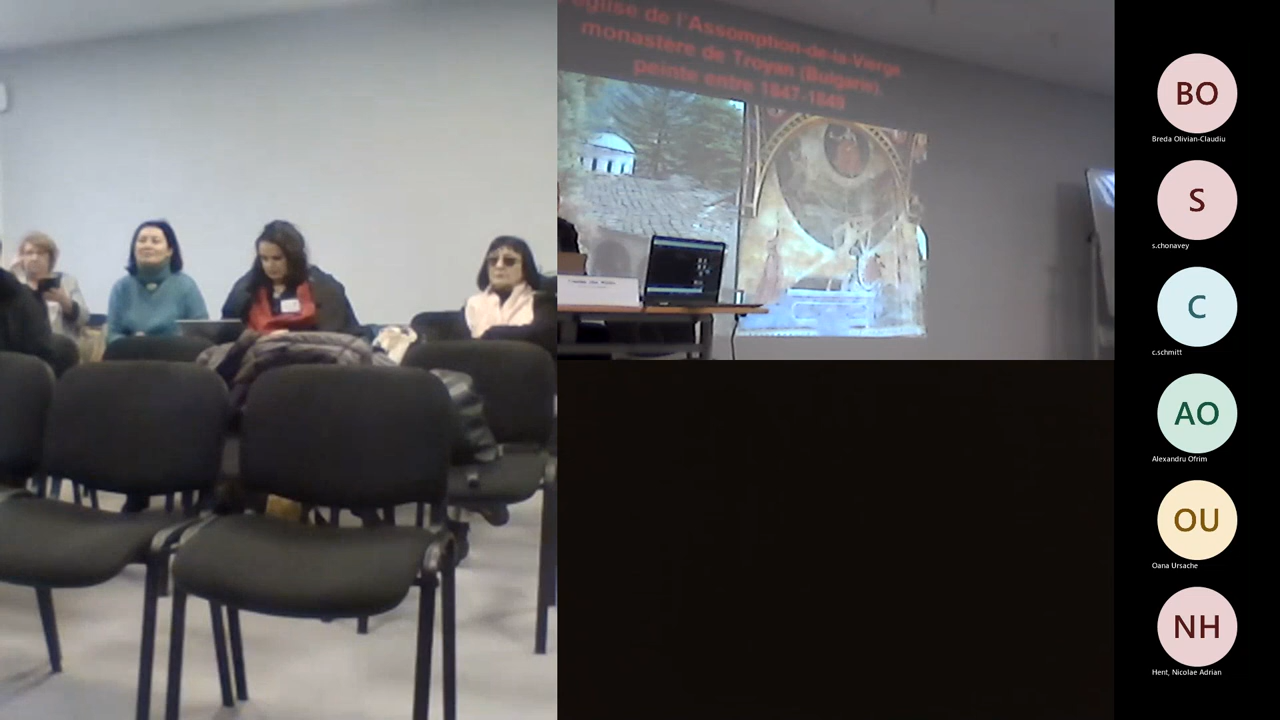 église de l'Assomption-de-la-Vierge
monastère de Troyan (Bulgarie),
peinte entre 1847-1849
BO
Breda Olivian-Claudiu
S
s.chonavey
C
c.schmitt
AO
Alexandru Ofrim
OU
Oana Ursache
NH
Hent, Nicolae Adrian